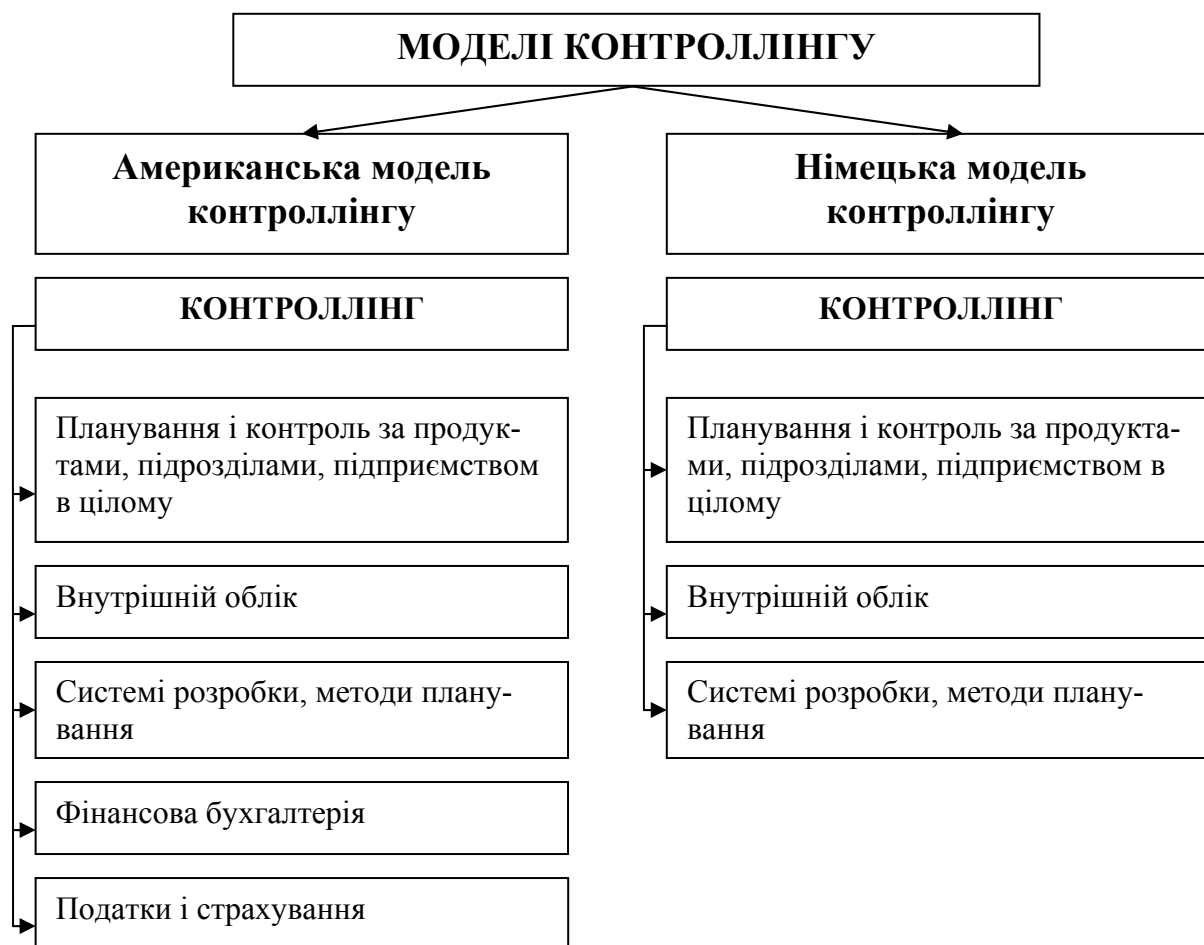 МОДЕЛІ КОНТРОЛЛІНГУ
Американська модель
контроллінгу
Німецька модель
контроллінгу
КОНТРОЛЛІНГ
КОНТРОЛЛІНГ
Планування і контроль за продук-
тами, підрозділами, підприємством
в цілому
Планування і контроль за продукта-
ми, підрозділами, підприємством в
цілому
Внутрішній облік
Внутрішній облік
Системі розробки, методи плану-
вання
Системі розробки, методи плану-
вання
Фінансова бухгалтерія
Податки і страхування